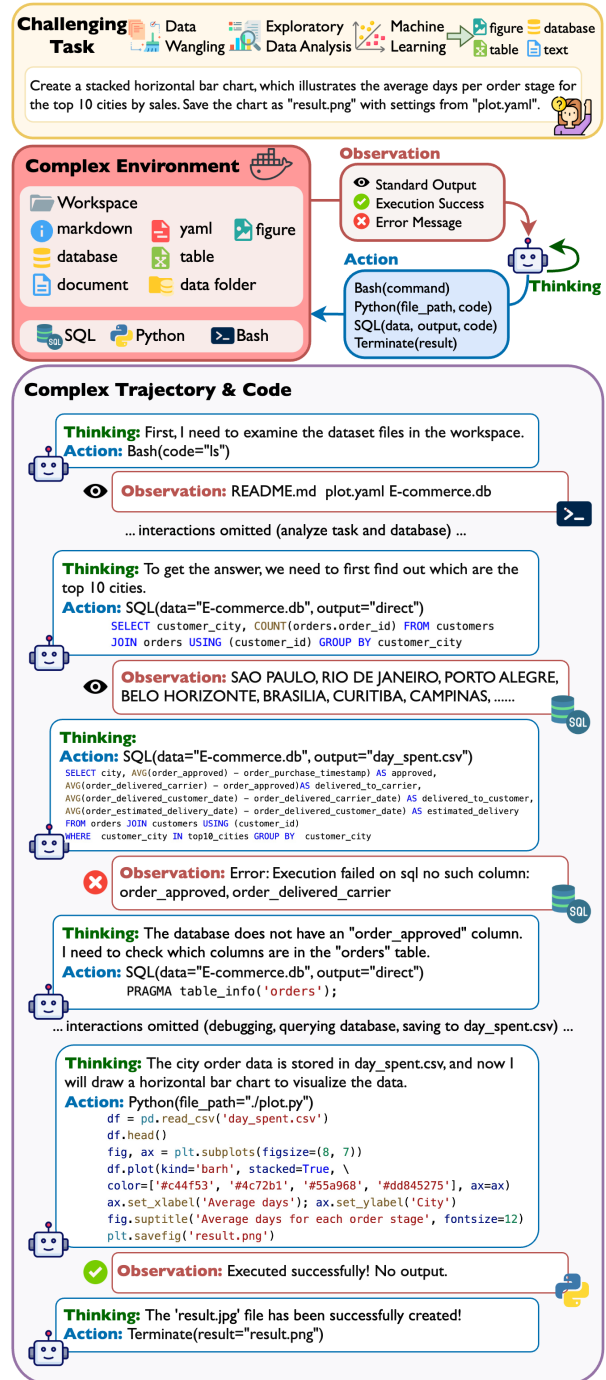 Challenging Task
Data Wangling
Exploratory Data Analysis
Machine Learning
figure
database
table
text
Create a stacked horizontal bar chart, which illustrates the average days per order stage for
the top 10 cities by sales. Save the chart as "result.png" with settings from "plot.yaml".
?
Complex Environment
Workspace
markdown
yaml
figure
database
table
document
data folder
SQL
SQL
Python
Bash
Observation
Standard Output
Execution Success
Error Message
Thinking
Action
Bash(command)
Python(file_path, code)
SQL(data, output, code)
Terminate(result)
Complex Trajectory & Code
Thinking: First, I need to examine the dataset files in the workspace.
Action: Bash(code="ls")
Observation: README.md plot.yaml E-commerce.db
... interactions omitted (analyze task and database) ...
Thinking: To get the answer, we need to first find out which are the
top 10 cities.
Action: SQL(data="E-commerce.db", output="direct")
SELECT customer_city, COUNT(orders.order_id) FROM customers
JOIN orders USING (customer_id) GROUP BY customer_city
Observation: SAO PAULO, RIO DE JANEIRO, PORTO ALEGRE,
BELO HORIZONTE, BRASILIA, CURITIBA, CAMPINAS, ......
SQL
Thinking:
Action: SQL(data="E-commerce.db", output="day_spent.csv")
SELECT city, AVG(order_approved) - order_purchase_timestamp) AS approved,
AVG(order_delivered_carrier) - order_approved)AS delivered_to_carrier,
AVG(order_delivered_customer_date) - order_delivered_carrier_date) AS delivered_to_customer,
AVG(order_estimated_delivery_date) - order_delivered_customer_date) AS estimated_delivery
FROM orders JOIN customers USING (customer_id)
WHERE customer_city IN top10_cities GROUP BY customer_city
Observation: Error: Execution failed on sql no such column:
order_approved, order_delivered_carrier
SQL
Thinking: The database does not have an "order_approved" column.
I need to check which columns are in the "orders" table.
Action: SQL(data="E-commerce.db", output="direct")
PRAGMA table_info('orders');
... interactions omitted (debugging, querying database, saving to day_spent.csv) ...
Thinking: The city order data is stored in day_spent.csv, and now I
will draw a horizontal bar chart to visualize the data.
Action: Python(file_path="./plot.py")
df = pd.read_csv('day_spent.csv')
df.head()
fig, ax = plt.subplots(figsize=(8, 7))
df.plot(kind='barh', stacked=True, \
color=['#c44f53', '#4c72b1', '#55a968', '#dd845275'], ax=ax)
ax.set_xlabel('Average days'); ax.set_ylabel('City')
fig.suptitle('Average days for each order stage', fontsize=12)
plt.savefig('result.png')
Observation: Executed successfully! No output.
Thinking: The 'result.jpg' file has been successfully created!
Action: Terminate(result="result.png")